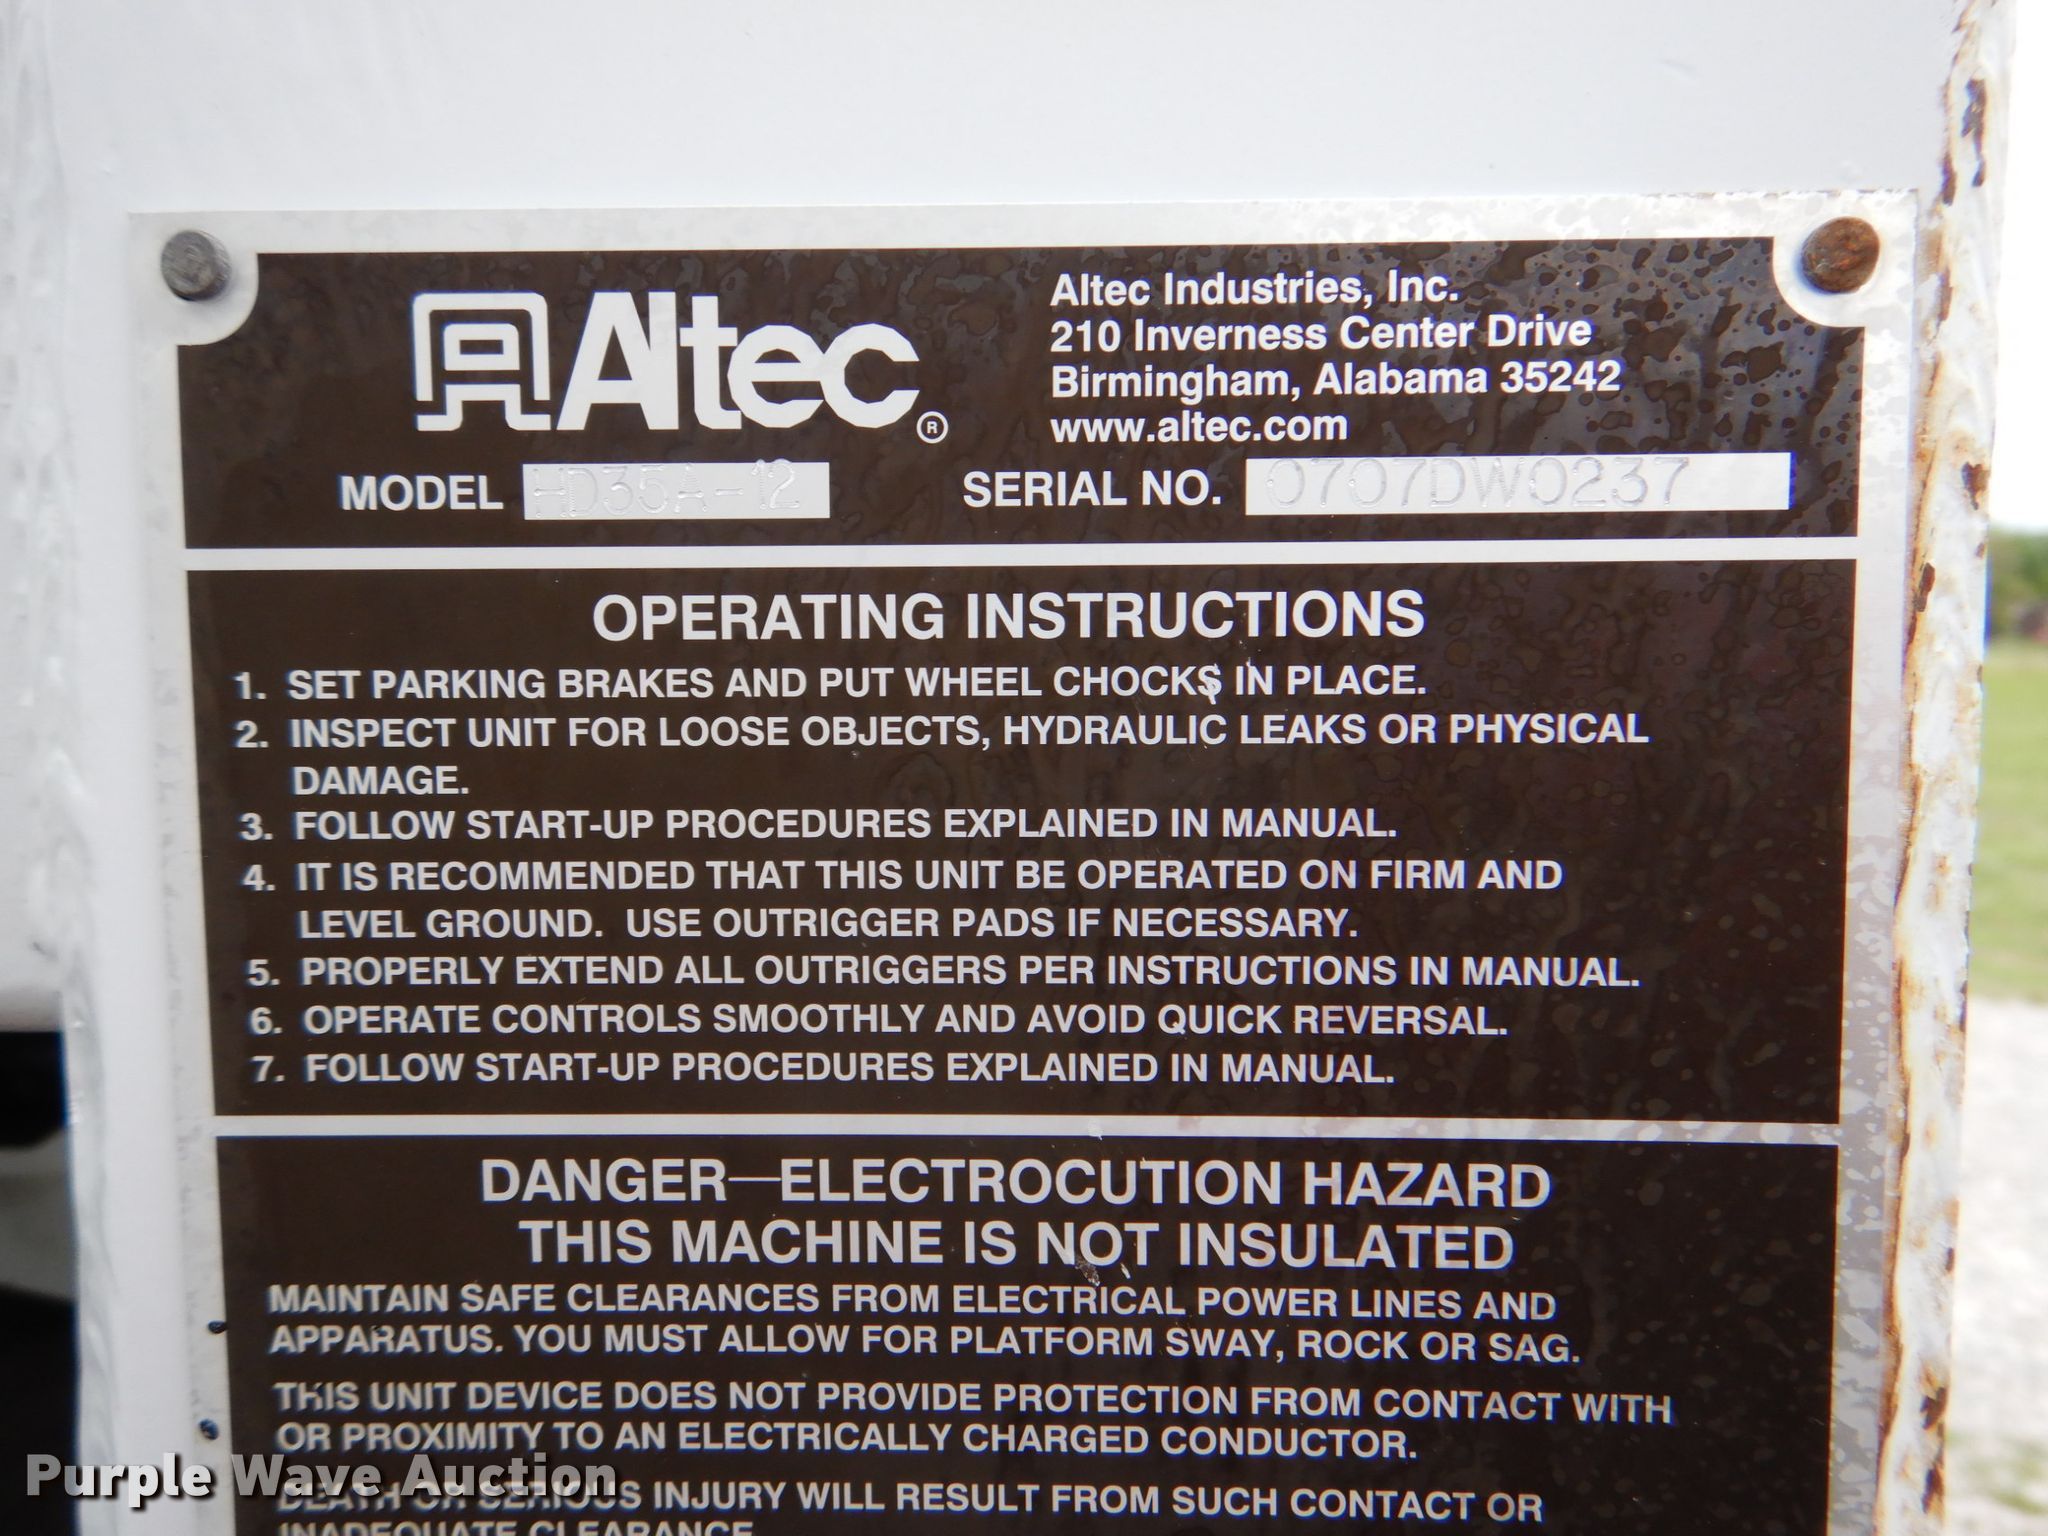 Altec ®
Altec Industries, Inc.
210 Inverness Center Drive
Birmingham, Alabama 35242
www.altec.com
MODEL HD35A-12 SERIAL NO. 0707DW0237
OPERATING INSTRUCTIONS
1. SET PARKING BRAKES AND PUT WHEEL CHOCKS IN PLACE.
2. INSPECT UNIT FOR LOOSE OBJECTS, HYDRAULIC LEAKS OR PHYSICAL
DAMAGE.
3. FOLLOW START-UP PROCEDURES EXPLAINED IN MANUAL.
4. IT IS RECOMMENDED THAT THIS UNIT BE OPERATED ON FIRM AND
LEVEL GROUND. USE OUTRIGGER PADS IF NECESSARY.
5. PROPERLY EXTEND ALL OUTRIGGERS PER INSTRUCTIONS IN MANUAL.
6. OPERATE CONTROLS SMOOTHLY AND AVOID QUICK REVERSAL.
7. FOLLOW START-UP PROCEDURES EXPLAINED IN MANUAL.
DANGER—ELECTROCUTION HAZARD
THIS MACHINE IS NOT INSULATED
MAINTAIN SAFE CLEARANCES FROM ELECTRICAL POWER LINES AND
APPARATUS. YOU MUST ALLOW FOR PLATFORM SWAY, ROCK OR SAG.
THIS UNIT DEVICE DOES NOT PROVIDE PROTECTION FROM CONTACT WITH
OR PROXIMITY TO AN ELECTRICALLY CHARGED CONDUCTOR.
DEATH OR SERIOUS INJURY WILL RESULT FROM SUCH CONTACT OR
INADEQUATE CLEARANCE.
Purple Wave Auction